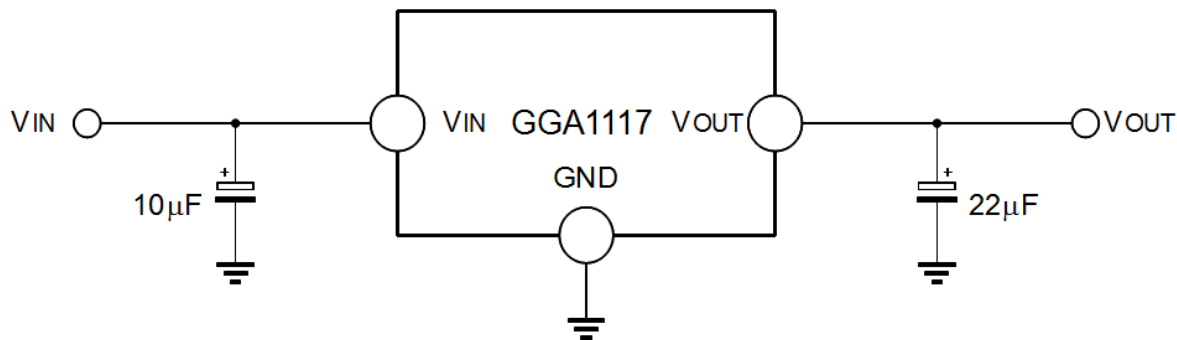 VIN
VIN GGA1117 VOUT
VOUT
GND
+
10µF
+
22µF